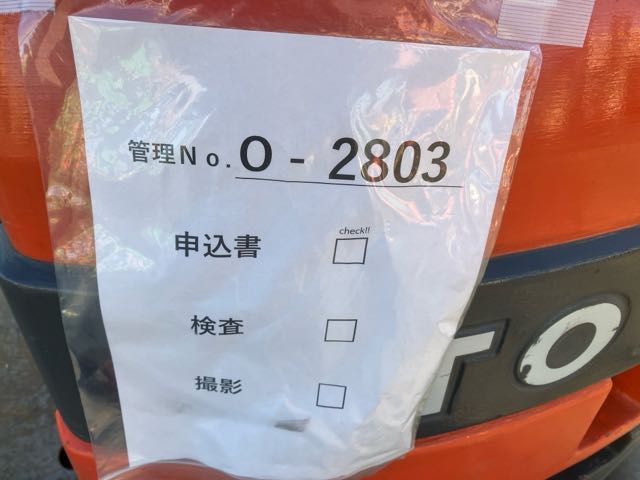 管理No. O - 2803
check!!
申込書 □
検査 □
撮影 □
TO